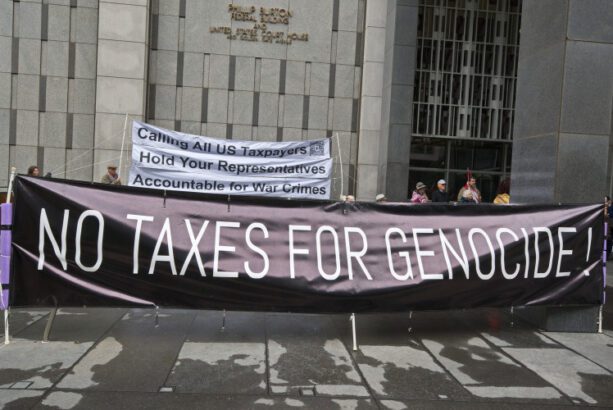 PHILLIP BURTON
FEDERAL BUILDING
AND
UNITED STATES COURT HOUSE
Calling All US Taxpayers
Hold Your Representatives
Accountable for War Crimes
NO TAXES FOR GENOCIDE!